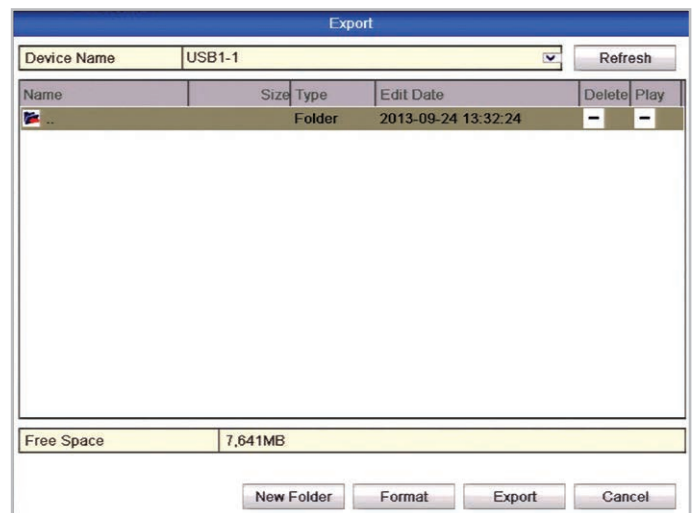 Export
Device Name USB1-1 Refresh
Name Size Type Edit Date Delete Play
.. Folder 2013-09-24 13:32:24 − −
Free Space 7,641MB
New Folder Format Export Cancel